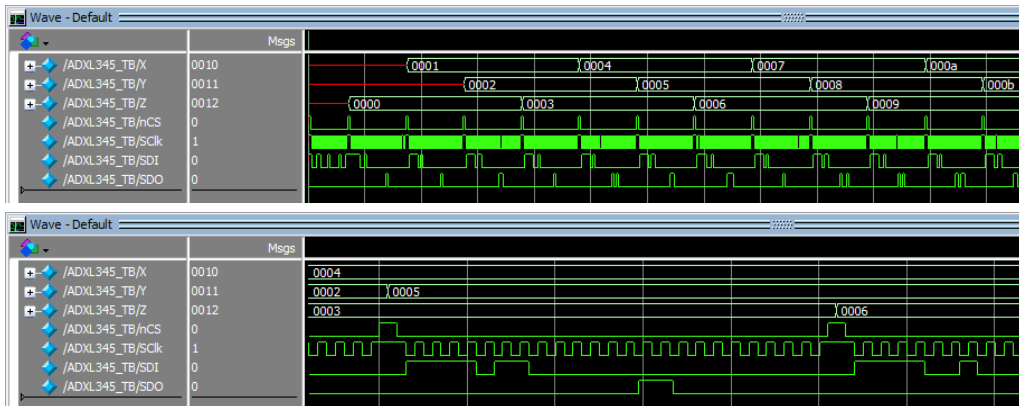 Wave - Default
Msgs
/ADXL345_TB/X 0010 0001 0004 0007 000a
/ADXL345_TB/Y 0011 0002 0005 0008 000b
/ADXL345_TB/Z 0012 0000 0003 0006 0009
/ADXL345_TB/nCS 0
/ADXL345_TB/SClk 1
/ADXL345_TB/SDI 0
/ADXL345_TB/SDO 0
Wave - Default
Msgs
/ADXL345_TB/X 0010 0004
/ADXL345_TB/Y 0011 0002 0005
/ADXL345_TB/Z 0012 0003 0006
/ADXL345_TB/nCS 0
/ADXL345_TB/SClk 1
/ADXL345_TB/SDI 0
/ADXL345_TB/SDO 0